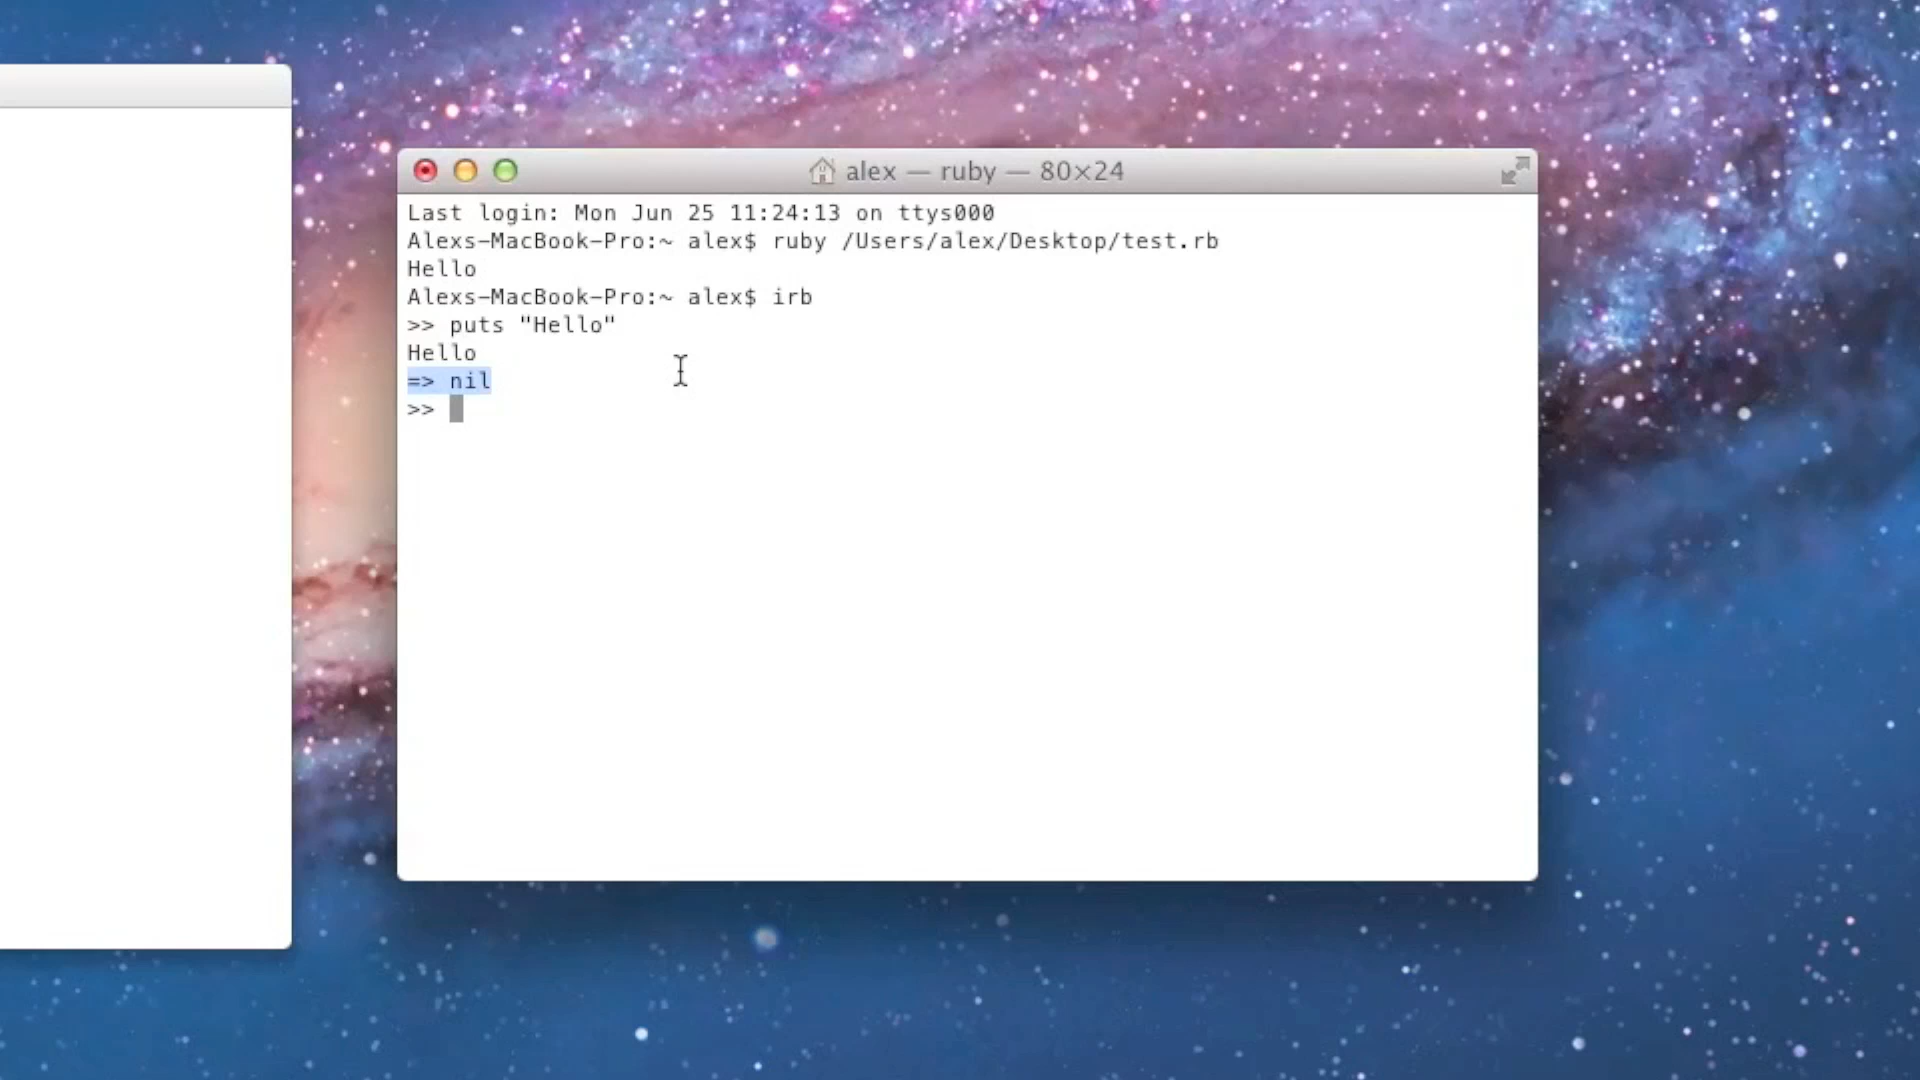 alex — ruby — 80×24
Last login: Mon Jun 25 11:24:13 on ttys000
Alexs-MacBook-Pro:~ alex$ ruby /Users/alex/Desktop/test.rb
Hello
Alexs-MacBook-Pro:~ alex$ irb
>> puts "Hello"
Hello
=> nil
>>